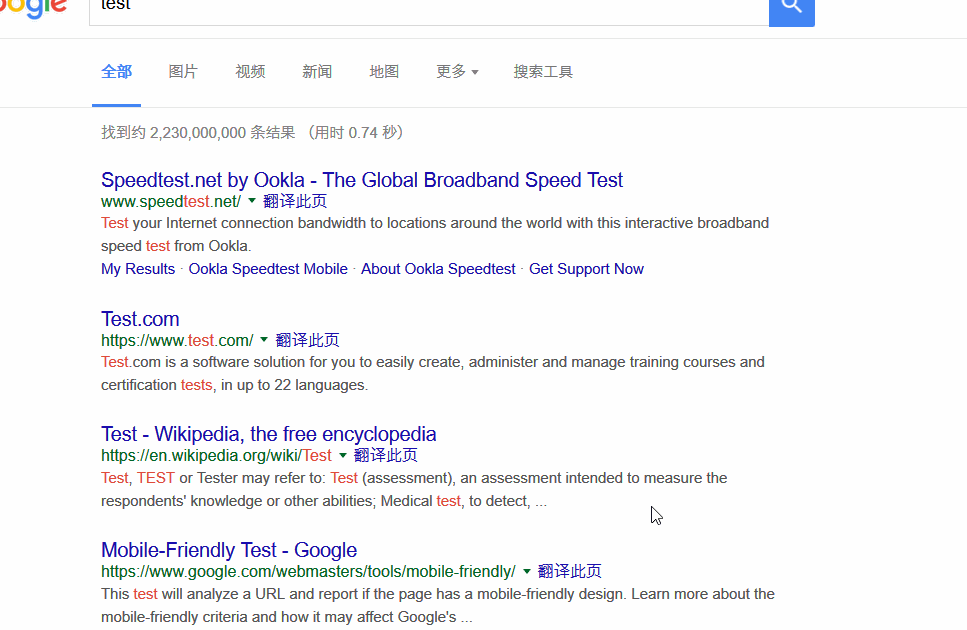 test
全部 图片 视频 新闻 地图 更多 搜索工具
找到约 2,230,000,000 条结果 （用时 0.74 秒）
Speedtest.net by Ookla - The Global Broadband Speed Test
www.speedtest.net/ 翻译此页
Test your Internet connection bandwidth to locations around the world with this interactive broadband
speed test from Ookla.
My Results · Ookla Speedtest Mobile · About Ookla Speedtest · Get Support Now
Test.com
https://www.test.com/ 翻译此页
Test.com is a software solution for you to easily create, administer and manage training courses and
certification tests, in up to 22 languages.
Test - Wikipedia, the free encyclopedia
https://en.wikipedia.org/wiki/Test 翻译此页
Test, TEST or Tester may refer to: Test (assessment), an assessment intended to measure the
respondents' knowledge or other abilities; Medical test, to detect, ...
Mobile-Friendly Test - Google
https://www.google.com/webmasters/tools/mobile-friendly/ 翻译此页
This test will analyze a URL and report if the page has a mobile-friendly design. Learn more about the
mobile-friendly criteria and how it may affect Google's ...